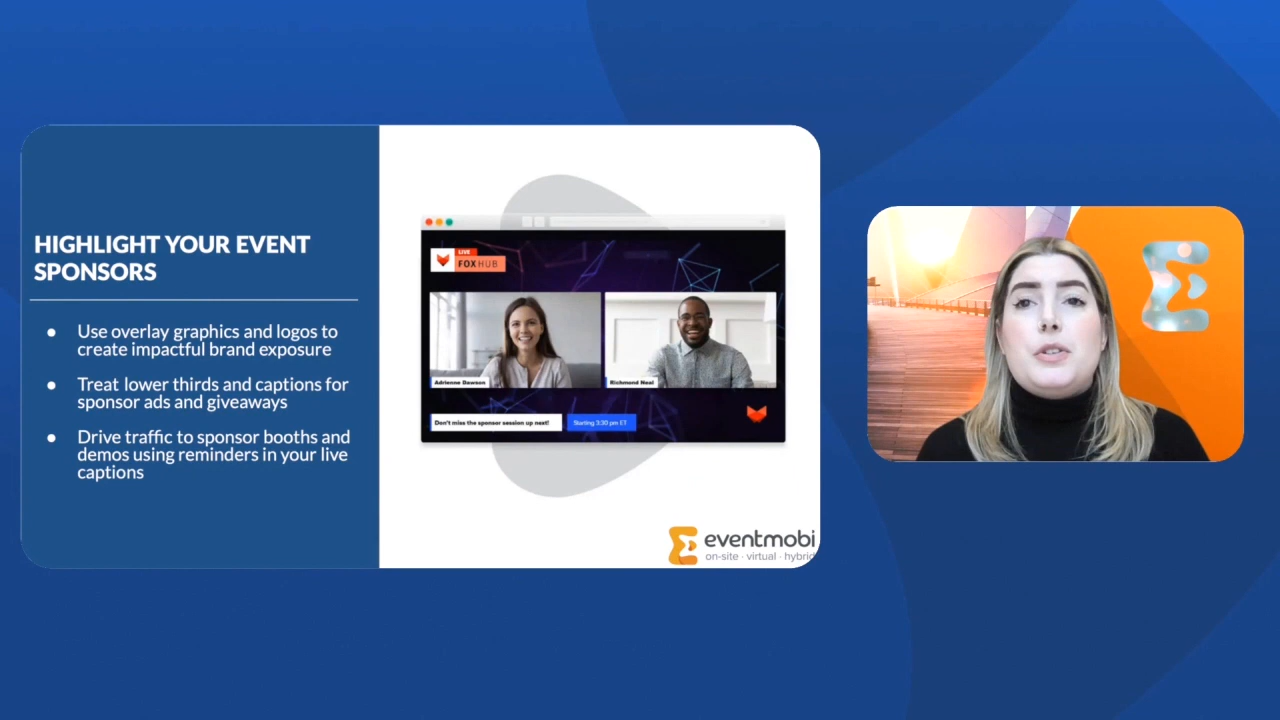 HIGHLIGHT YOUR EVENT
SPONSORS
● Use overlay graphics and logos to
create impactful brand exposure
● Treat lower thirds and captions for
sponsor ads and giveaways
● Drive traffic to sponsor booths and
demos using reminders in your live
captions
LIVE
FOXHUB
Adrienne Dawson
Richmond Neal
Don't miss the sponsor session up next!
Starting 3:30 pm ET
eventmobi
on-site · virtual · hybrid